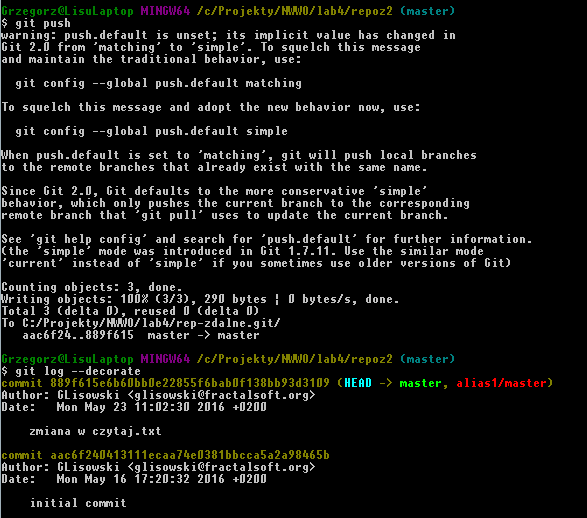 Grzegorz@LisuLaptop MINGW64 /c/Projekty/NWWO/lab4/repoz2 (master)
$ git push
warning: push.default is unset; its implicit value has changed in
Git 2.0 from 'matching' to 'simple'. To squelch this message
and maintain the traditional behavior, use:
git config --global push.default matching
To squelch this message and adopt the new behavior now, use:
git config --global push.default simple
When push.default is set to 'matching', git will push local branches
to the remote branches that already exist with the same name.
Since Git 2.0, Git defaults to the more conservative 'simple'
behavior, which only pushes the current branch to the corresponding
remote branch that 'git pull' uses to update the current branch.
See 'git help config' and search for 'push.default' for further information.
(the 'simple' mode was introduced in Git 1.7.11. Use the similar mode
'current' instead of 'simple' if you sometimes use older versions of Git)
Counting objects: 3, done.
Writing objects: 100% (3/3), 290 bytes ¦ 0 bytes/s, done.
Total 3 (delta 0), reused 0 (delta 0)
To C:/Projekty/NWWO/lab4/rep-zdalne.git/
aac6f24..889f615 master -> master
Grzegorz@LisuLaptop MINGW64 /c/Projekty/NWWO/lab4/repoz2 (master)
$ git log --decorate
commit 889f615e6b60bb0e22855f6bab0f138bb93d3109 (HEAD -> master, alias1/master)
Author: GLisowski <glisowski@fractalsoft.org>
Date: Mon May 23 11:02:30 2016 +0200
zmiana w czytaj.txt
commit aac6f240413111ecaa74e0381bbcca5a2a98465b
Author: GLisowski <glisowski@fractalsoft.org>
Date: Mon May 16 17:20:32 2016 +0200
initial commit